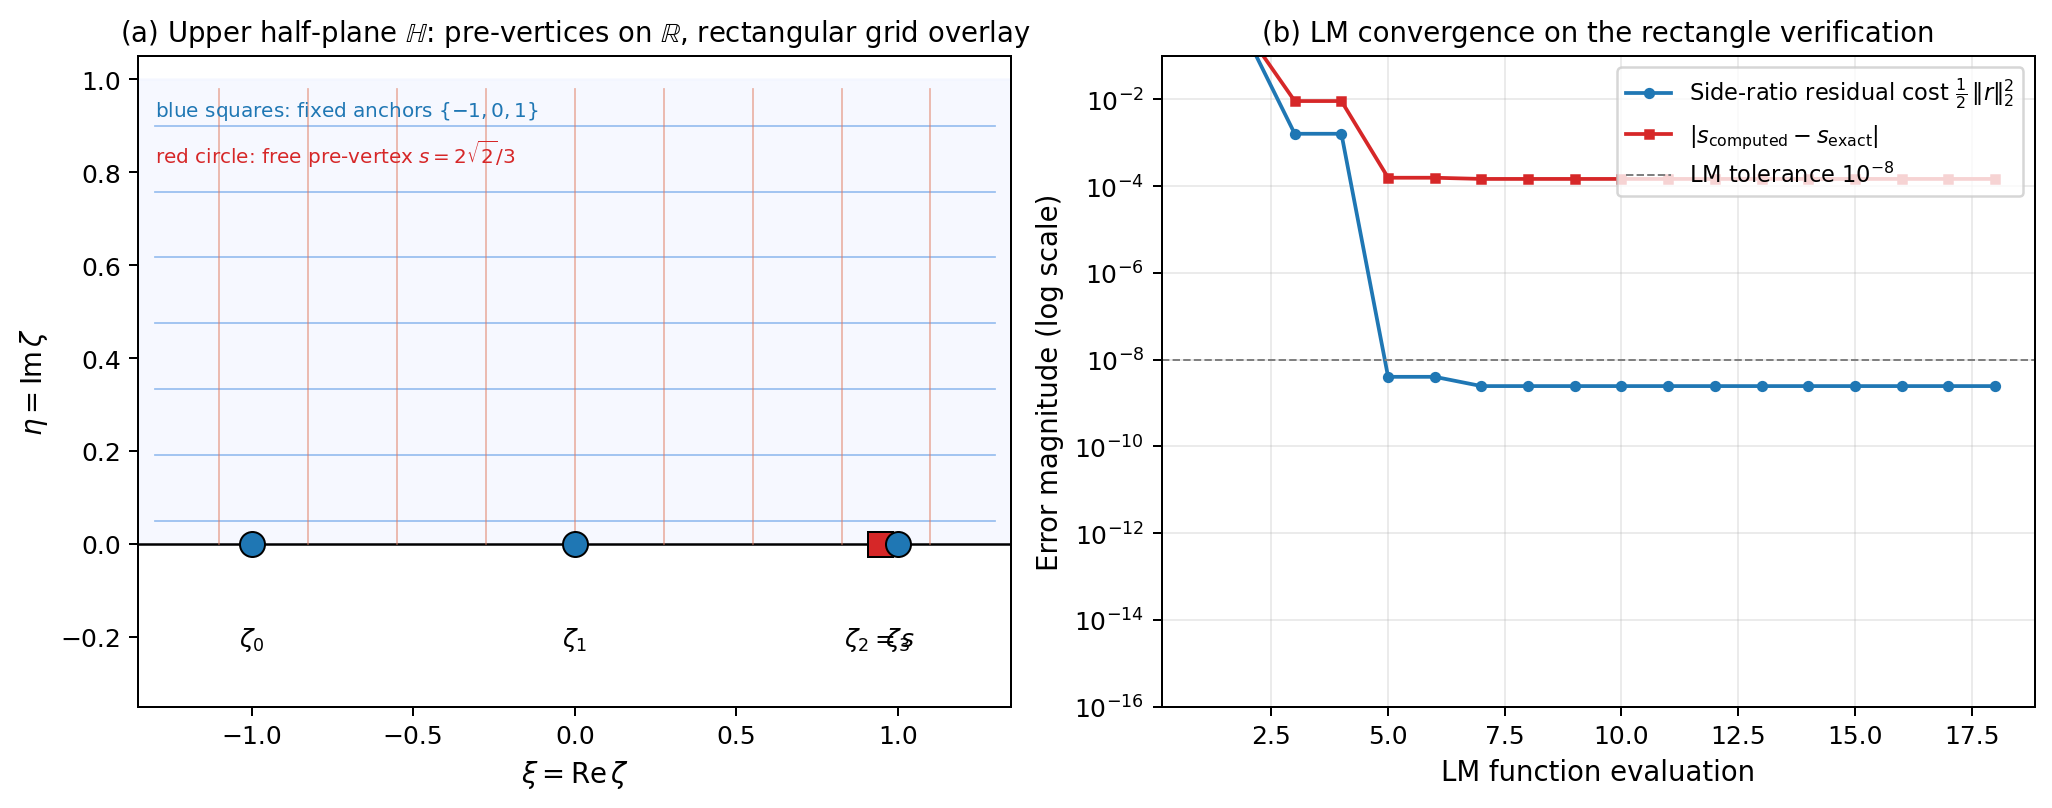 (a) Upper half-plane ℍ: pre-vertices on ℝ, rectangular grid overlay
blue squares: fixed anchors {−1, 0, 1}
red circle: free pre-vertex s = 2√2/3
1.0
0.8
0.6
0.4
0.2
0.0
−0.2
η = Im ζ
ζ₀
ζ₁
ζ₂ = s
ζ₃
−1.0
−0.5
0.0
0.5
1.0
ξ = Re ζ
(b) LM convergence on the rectangle verification
Side-ratio residual cost ½ ‖r‖₂²
|s_computed − s_exact|
LM tolerance 10⁻⁸
10⁻²
10⁻⁴
10⁻⁶
10⁻⁸
10⁻¹⁰
10⁻¹²
10⁻¹⁴
10⁻¹⁶
Error magnitude (log scale)
2.5
5.0
7.5
10.0
12.5
15.0
17.5
LM function evaluation